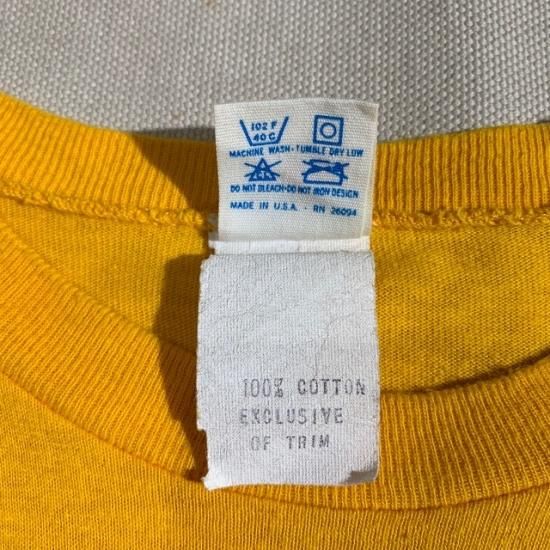 102 F
40 C
MACHINE WASH - TUMBLE DRY LOW
DO NOT BLEACH - DO NOT IRON DESIGN
MADE IN U.S.A. - RN 26094
100% COTTON
EXCLUSIVE
OF TRIM